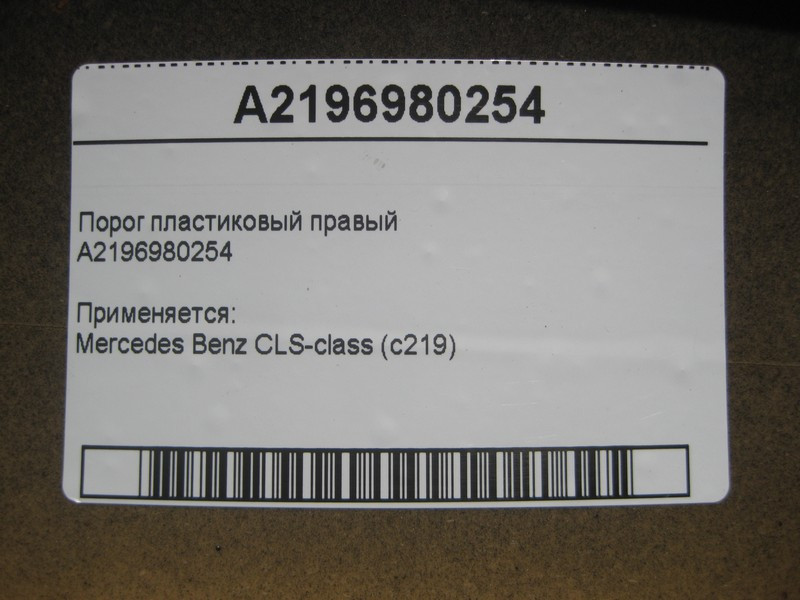 A2196980254
Порог пластиковый правый
A2196980254
Применяется:
Mercedes Benz CLS-class (c219)